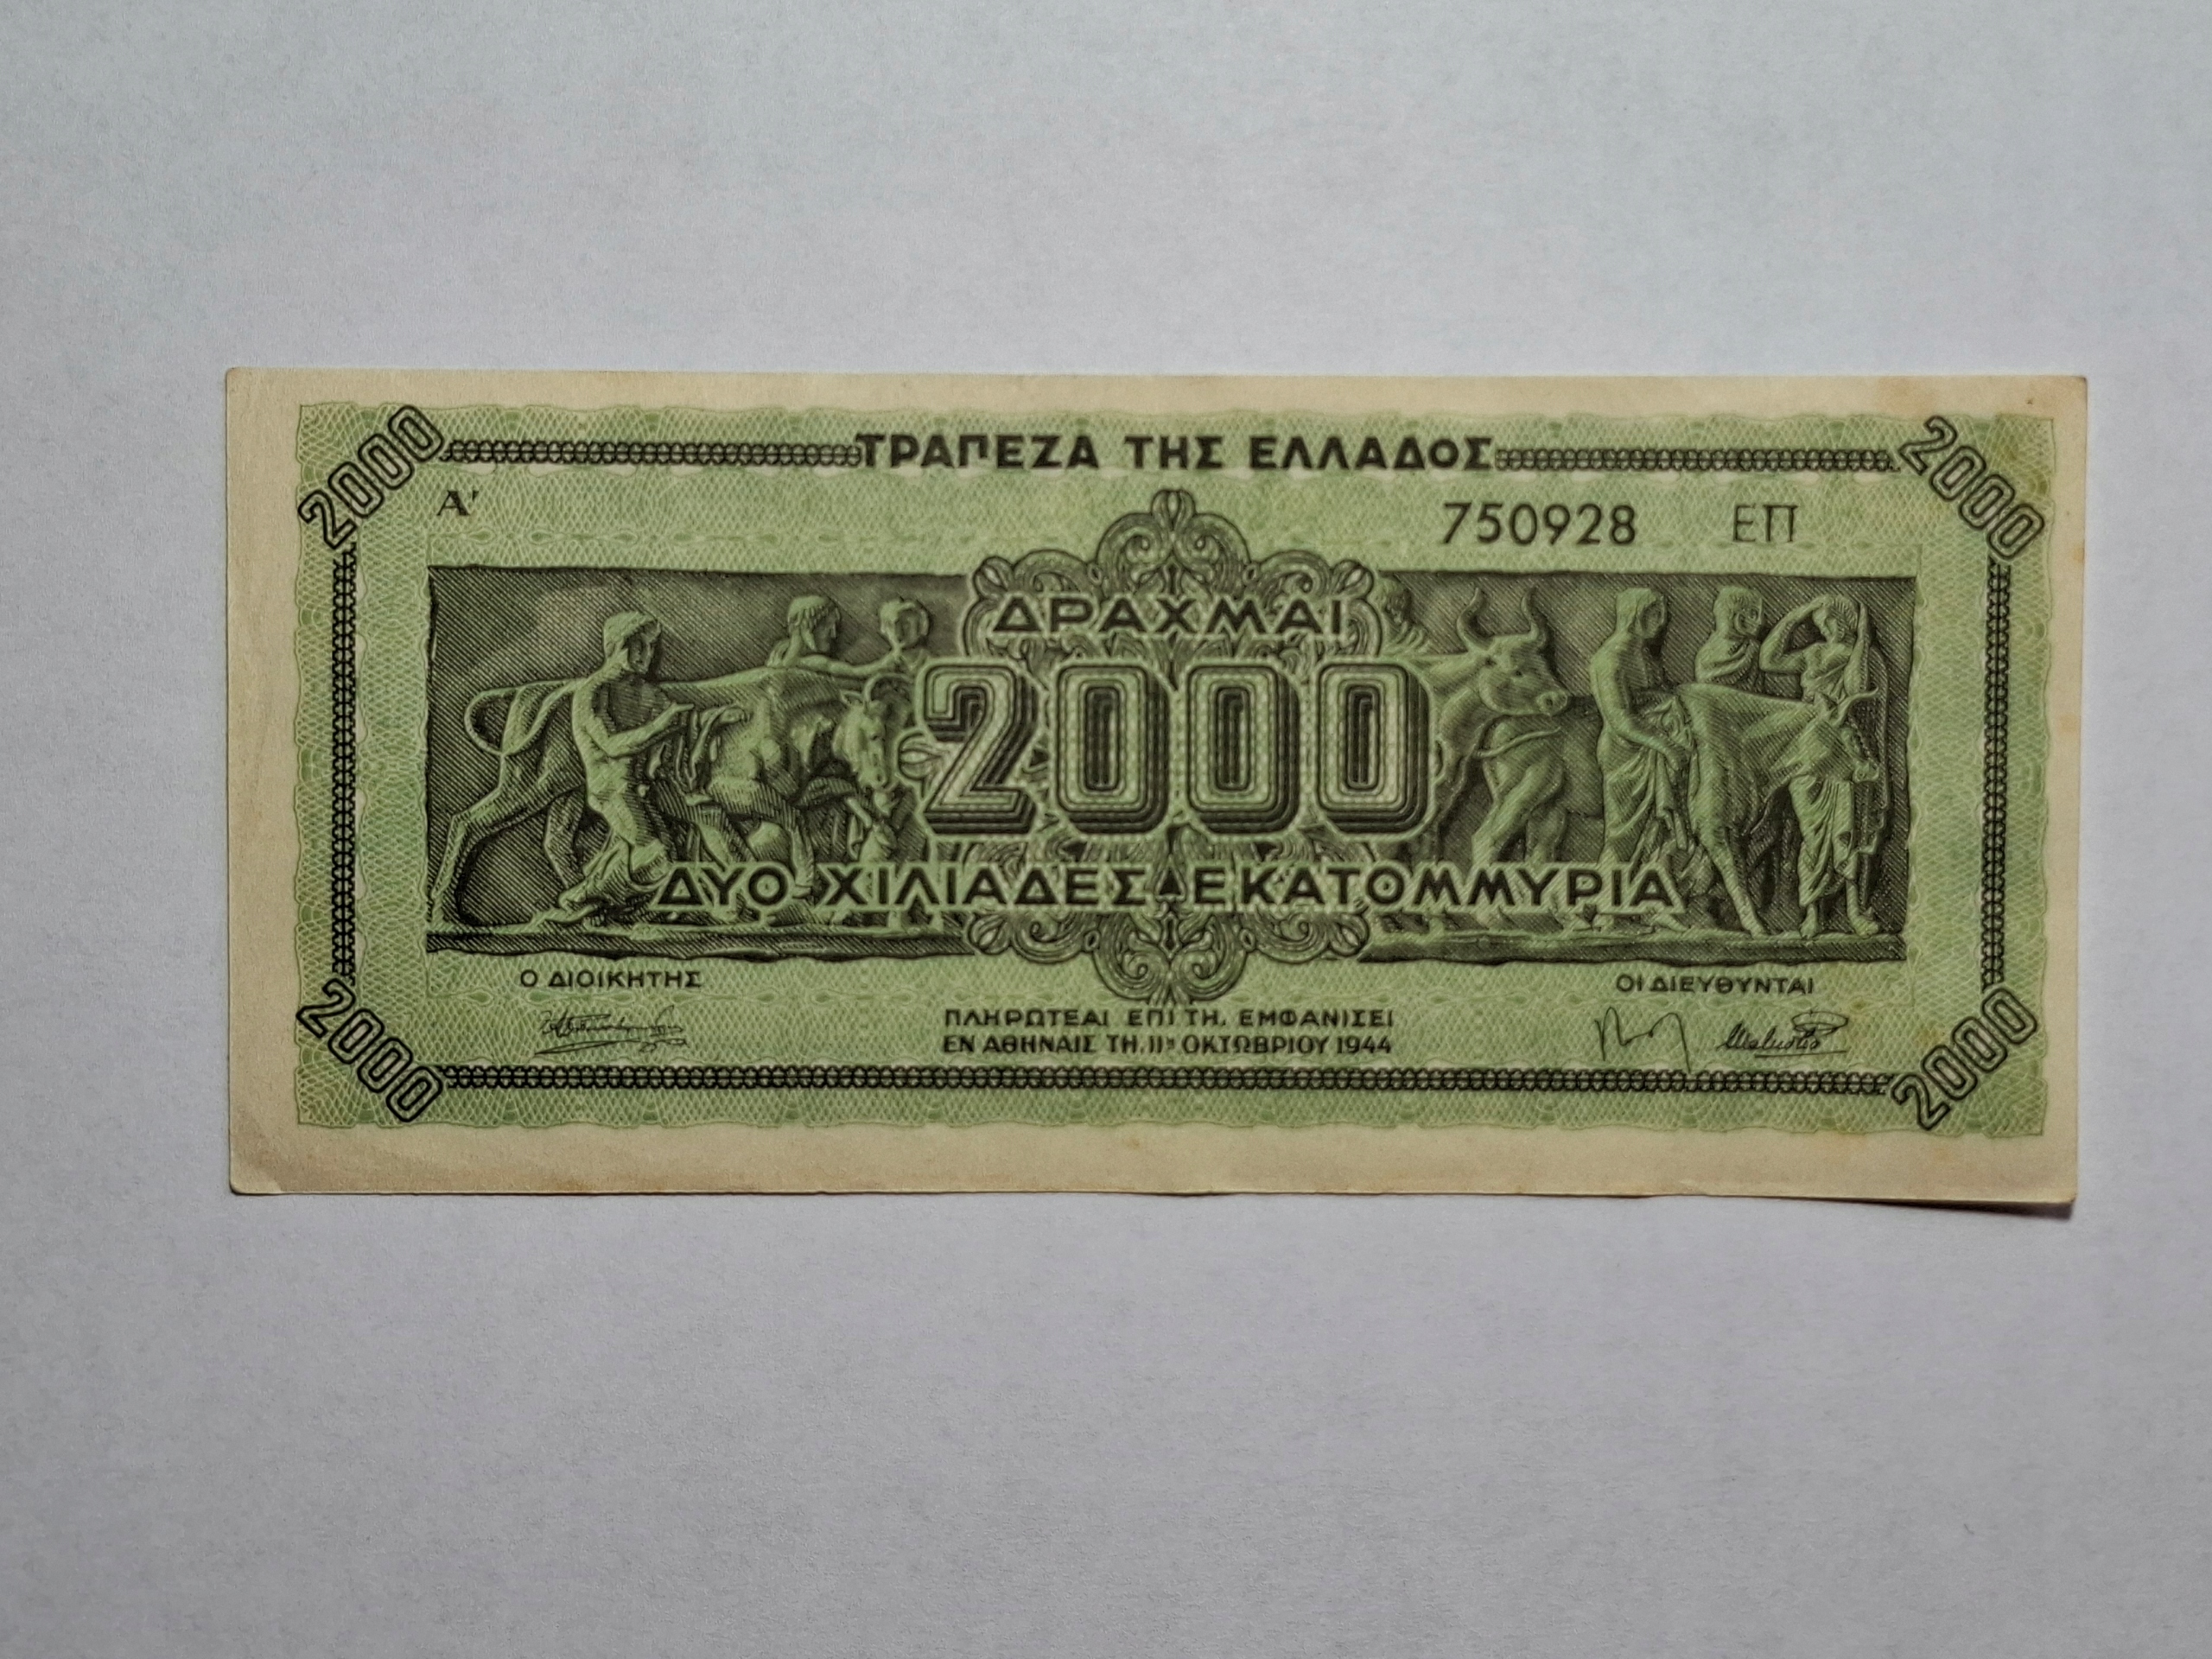 2000 ΤΡΑΠΕΖΑ ΤΗΣ ΕΛΛΑΔΟΣ 2000
Α' 750928 ΕΠ
ΔΡΑΧΜΑΙ
2000
ΔΥΟ ΧΙΛΙΑΔΕΣ ΕΚΑΤΟΜΜΥΡΙΑ
Ο ΔΙΟΙΚΗΤΗΣ ΟΙ ΔΙΕΥΘΥΝΤΑΙ
ΠΛΗΡΩΤΕΑΙ ΕΠΙ ΤΗ. ΕΜΦΑΝΙΣΕΙ
ΕΝ ΑΘΗΝΑΙΣ ΤΗ. 11ῃ ΟΚΤΩΒΡΙΟΥ 1944
2000 2000